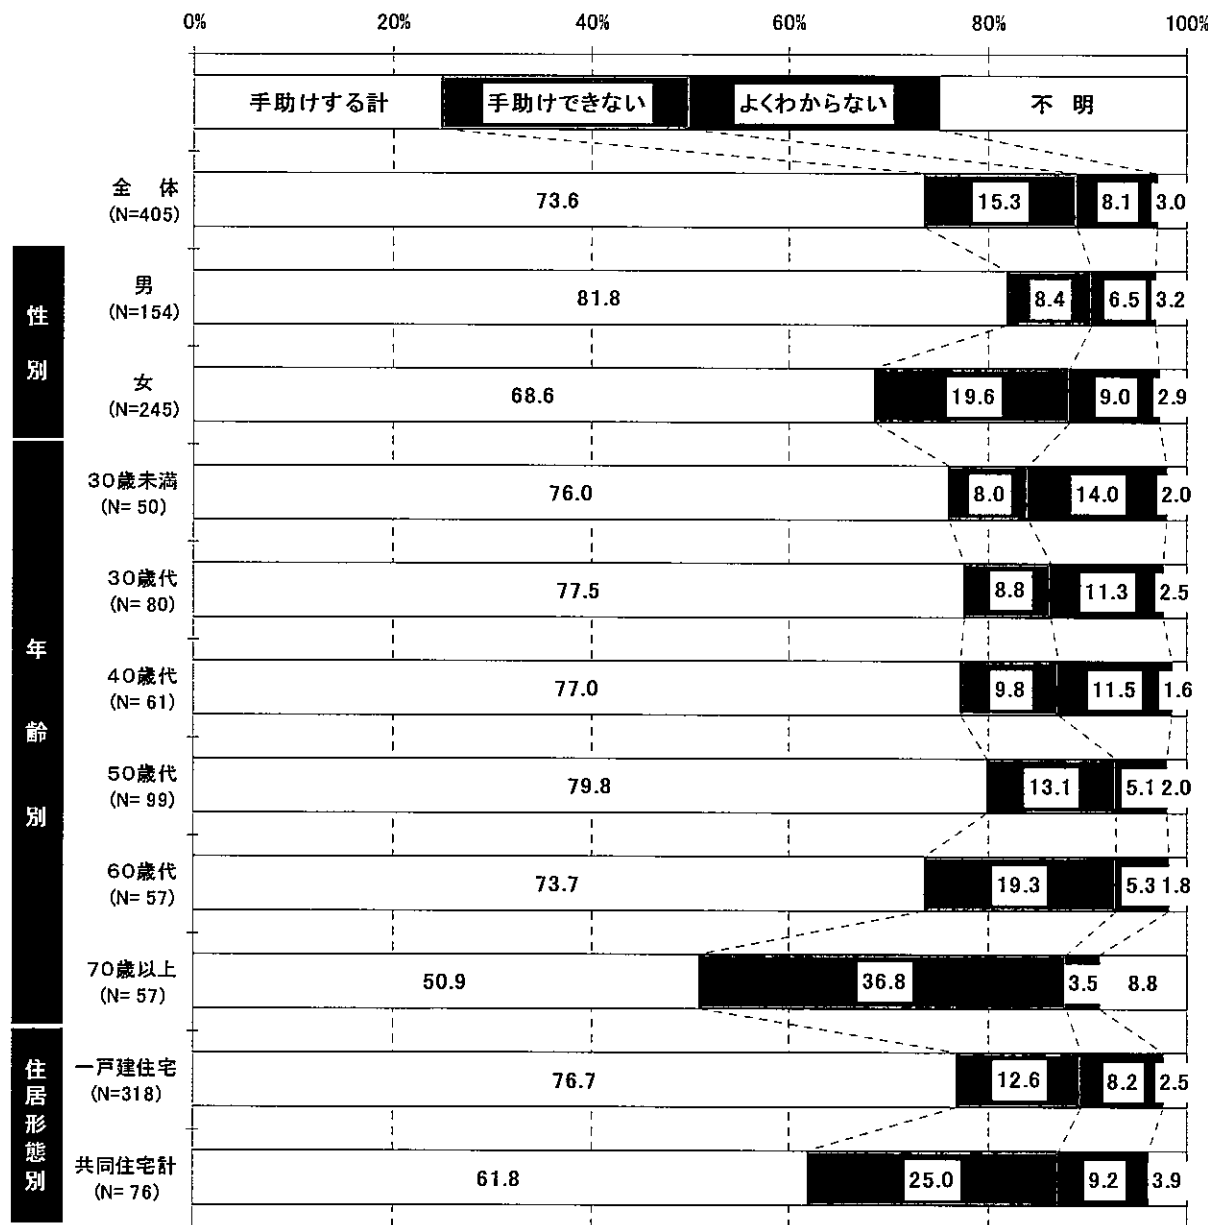 0% 20% 40% 60% 80% 100%
手助けする計 手助けできない よくわからない 不 明
全 体
(N=405)
73.6 15.3 8.1 3.0
性別
男
(N=154)
81.8 8.4 6.5 3.2
女
(N=245)
68.6 19.6 9.0 2.9
年齢別
30歳未満
(N= 50)
76.0 8.0 14.0 2.0
30歳代
(N= 80)
77.5 8.8 11.3 2.5
40歳代
(N= 61)
77.0 9.8 11.5 1.6
50歳代
(N= 99)
79.8 13.1 5.1 2.0
60歳代
(N= 57)
73.7 19.3 5.3 1.8
70歳以上
(N= 57)
50.9 36.8 3.5 8.8
住居形態別
一戸建住宅
(N=318)
76.7 12.6 8.2 2.5
共同住宅計
(N= 76)
61.8 25.0 9.2 3.9